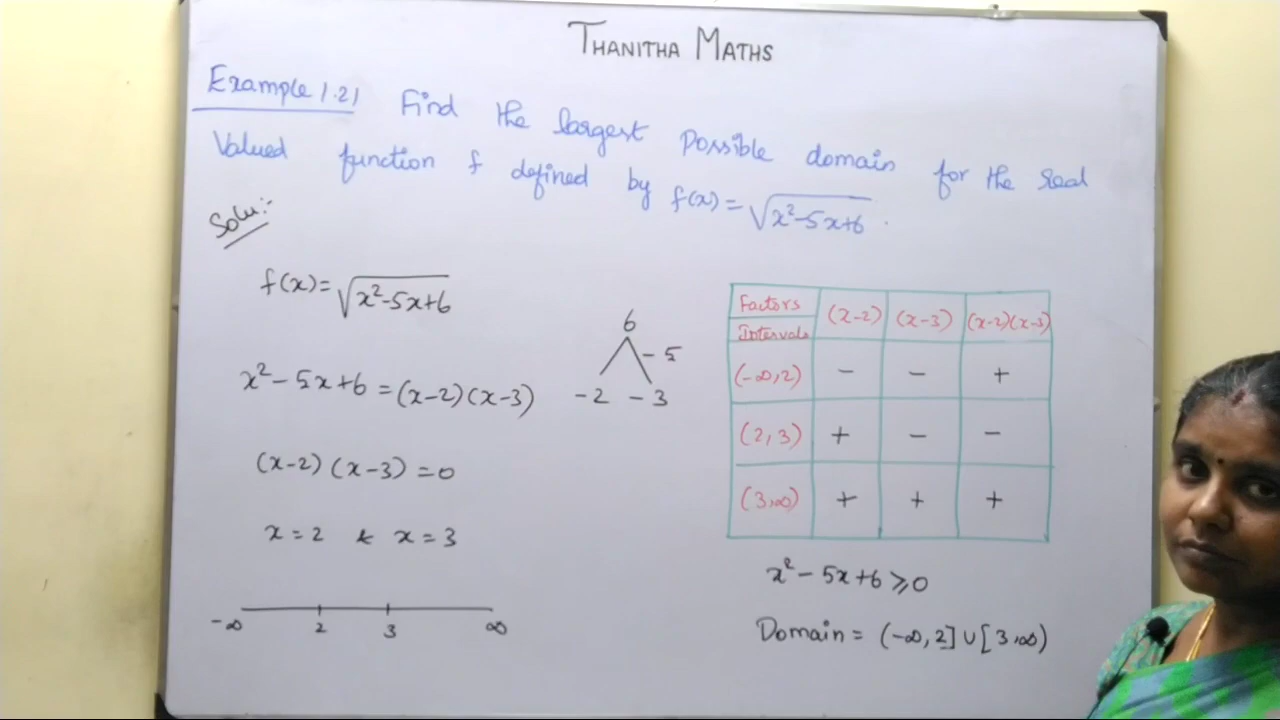 THANITHA MATHS
Example 1.21 Find the largest possible domain for the real
Valued function f defined by f(x) = √x²-5x+6 .
Solu:-
f(x) = √x²-5x+6
6
-5
-2 -3
x² - 5x + 6 = (x-2)(x-3)
(x-2) (x-3) = 0
x = 2 & x = 3
-∞ 2 3 ∞
Factors (x-2) (x-3) (x-2)(x-3)
Intervals
(-∞,2) - - +
(2,3) + - -
(3,∞) + + +
x² - 5x + 6 ⩾ 0
Domain = (-∞, 2] ∪ [3,∞)